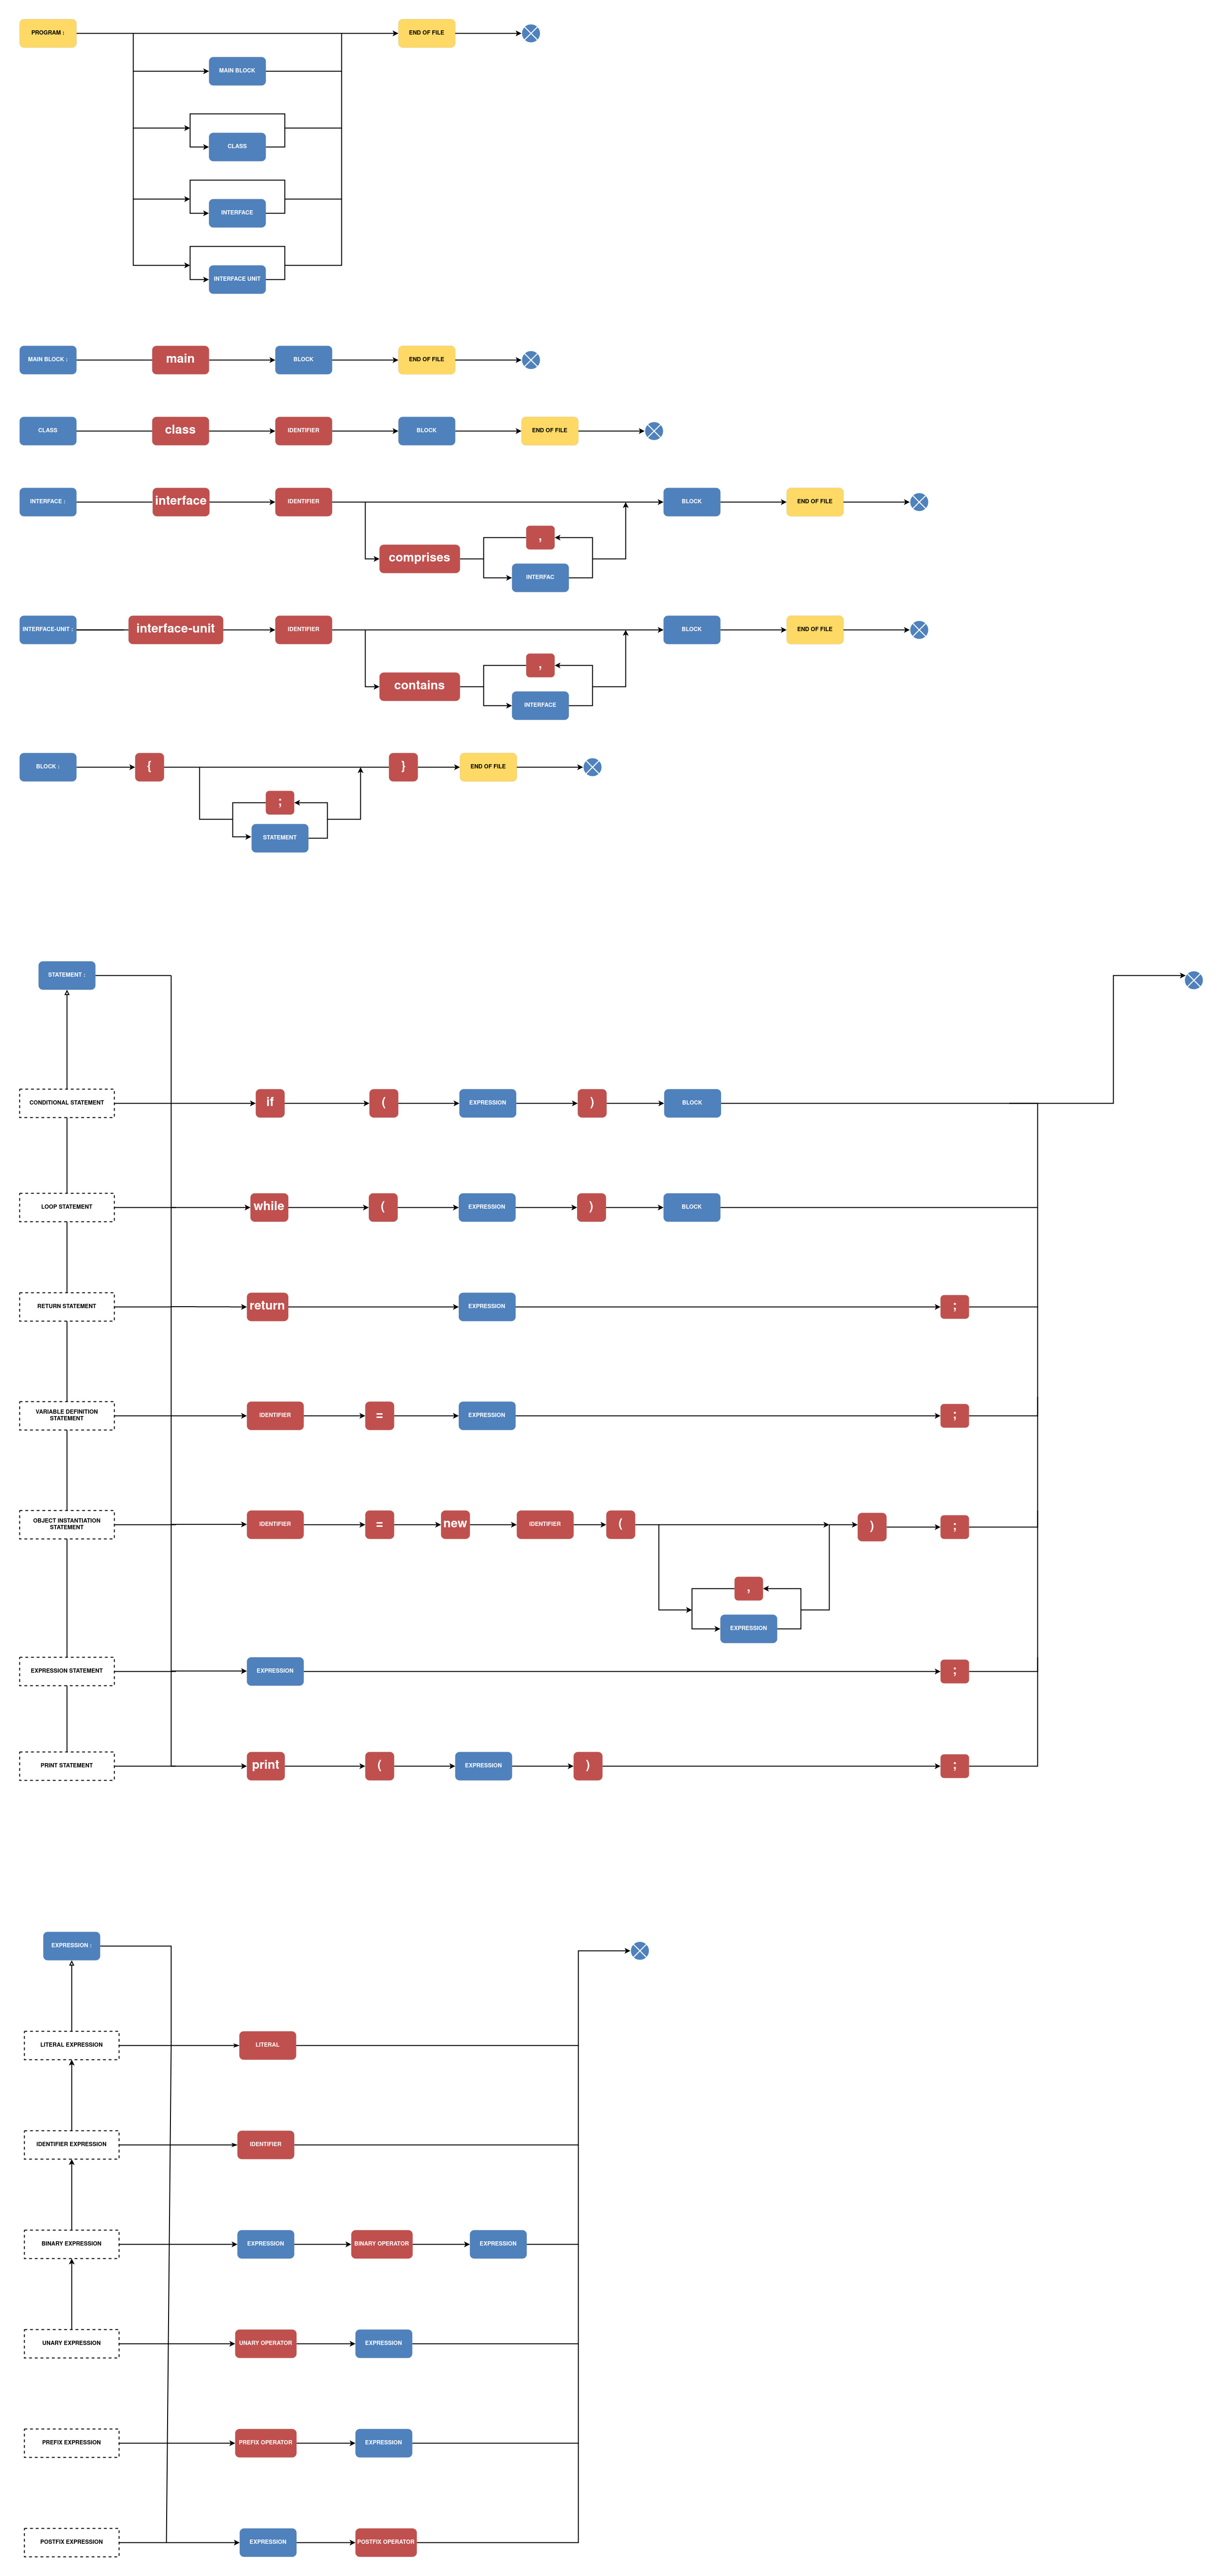 PROGRAM :
END OF FILE
MAIN BLOCK
CLASS
INTERFACE
INTERFACE UNIT
MAIN BLOCK :
main
BLOCK
END OF FILE
CLASS
class
IDENTIFIER
BLOCK
END OF FILE
INTERFACE :
interface
IDENTIFIER
BLOCK
END OF FILE
,
comprises
INTERFAC
INTERFACE-UNIT :
interface-unit
IDENTIFIER
BLOCK
END OF FILE
,
contains
INTERFACE
BLOCK :
{
}
END OF FILE
;
STATEMENT
STATEMENT :
CONDITIONAL STATEMENT
if
(
EXPRESSION
)
BLOCK
LOOP STATEMENT
while
(
EXPRESSION
)
BLOCK
RETURN STATEMENT
return
EXPRESSION
;
VARIABLE DEFINITION
STATEMENT
IDENTIFIER
=
EXPRESSION
;
OBJECT INSTANTIATION
STATEMENT
IDENTIFIER
=
new
IDENTIFIER
(
)
;
,
EXPRESSION
EXPRESSION STATEMENT
EXPRESSION
;
PRINT STATEMENT
print
(
EXPRESSION
)
;
EXPRESSION :
LITERAL EXPRESSION
LITERAL
IDENTIFIER EXPRESSION
IDENTIFIER
BINARY EXPRESSION
EXPRESSION
BINARY OPERATOR
EXPRESSION
UNARY EXPRESSION
UNARY OPERATOR
EXPRESSION
PREFIX EXPRESSION
PREFIX OPERATOR
EXPRESSION
POSTFIX EXPRESSION
EXPRESSION
POSTFIX OPERATOR